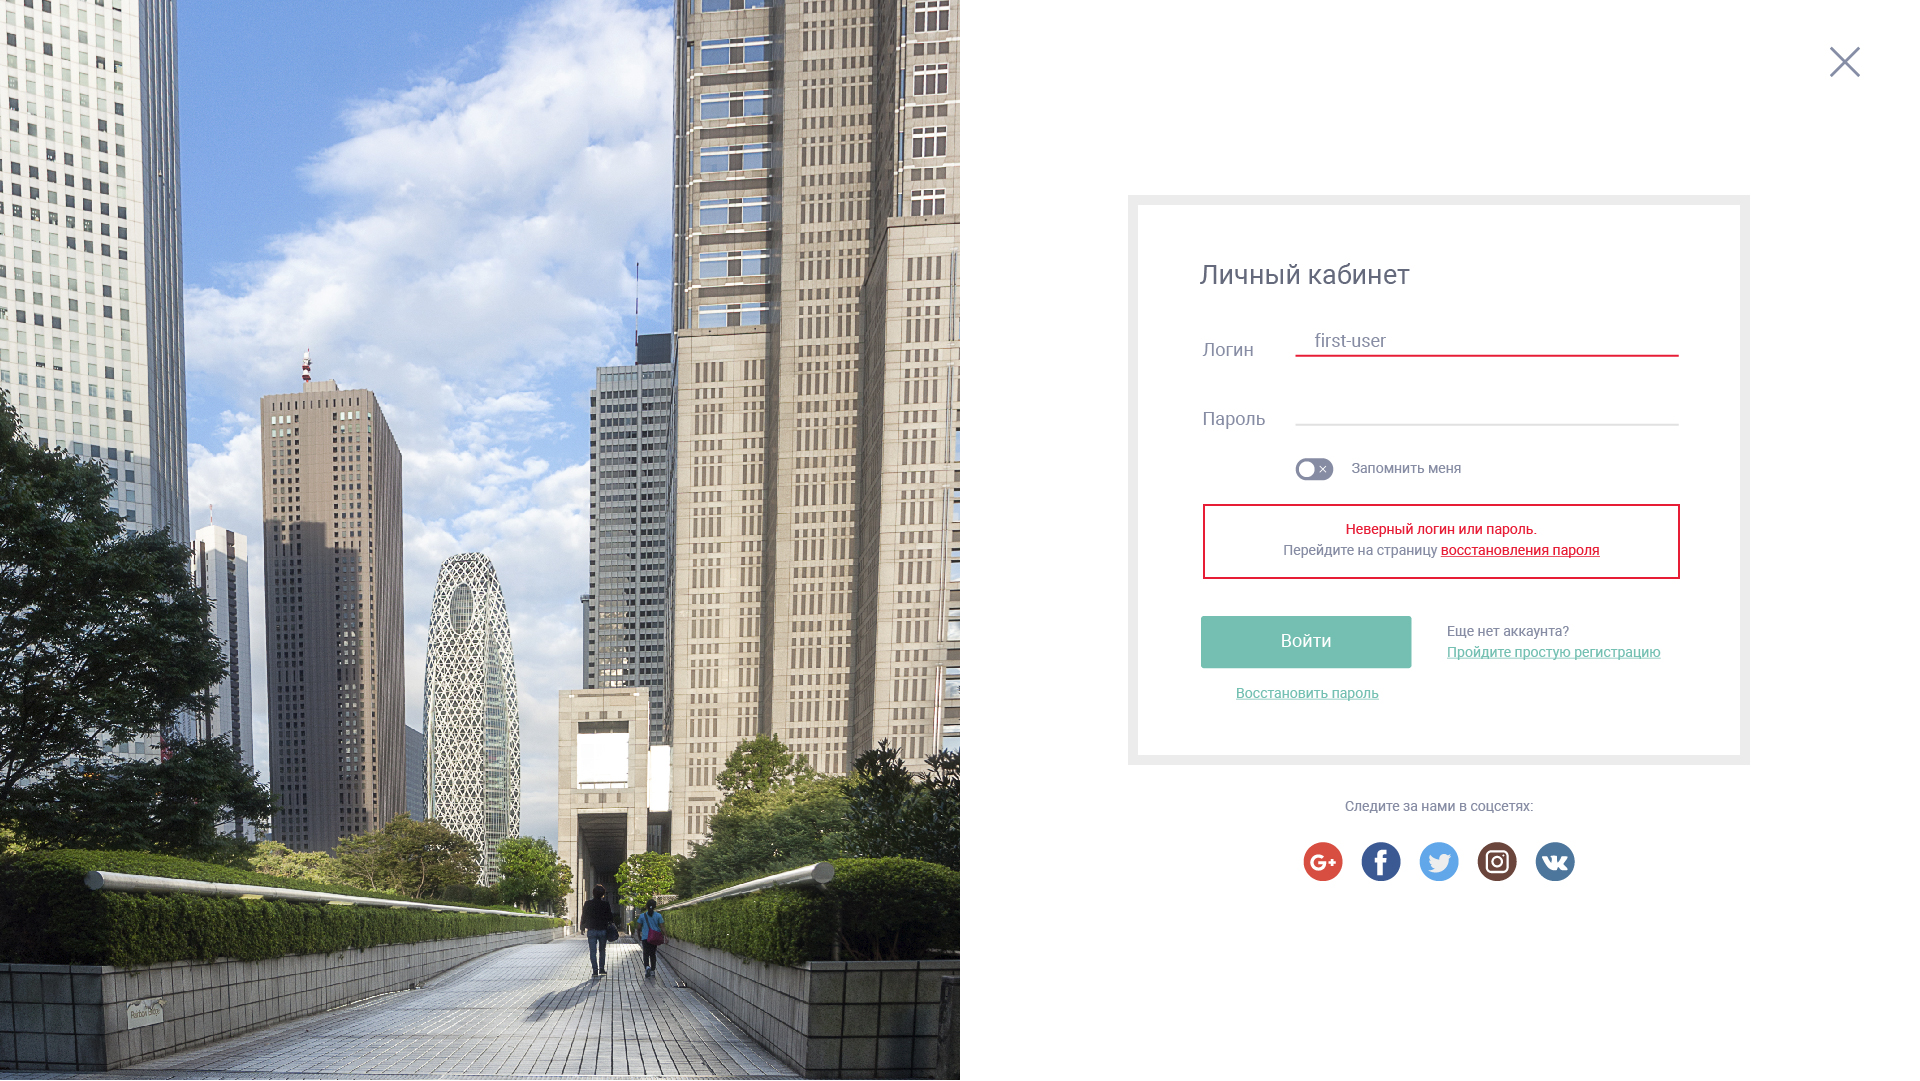 Личный кабинет
Логин
first-user
Пароль
Запомнить меня
Неверный логин или пароль.
Перейдите на страницу восстановления пароля
Войти
Еще нет аккаунта?
Пройдите простую регистрацию
Восстановить пароль
Следите за нами в соцсетях: